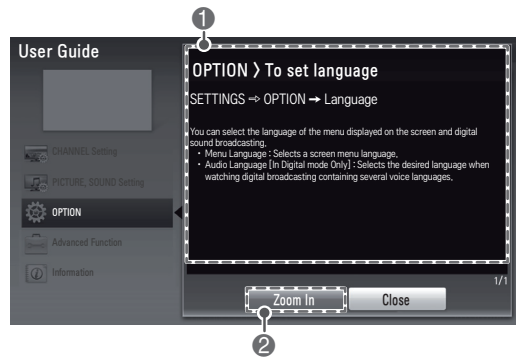 1
User Guide
OPTION 〉 To set language
SETTINGS ⇨ OPTION ➙ Language
You can select the language of the menu displayed on the screen and digital
sound broadcasting.
• Menu Language : Selects a screen menu language.
• Audio Language [In Digital mode Only] : Selects the desired language when
watching digital broadcasting containing several voice languages.
CHANNEL Setting
PICTURE, SOUND Setting
OPTION
Advanced Function
Information
1/1
Zoom In
Close
2